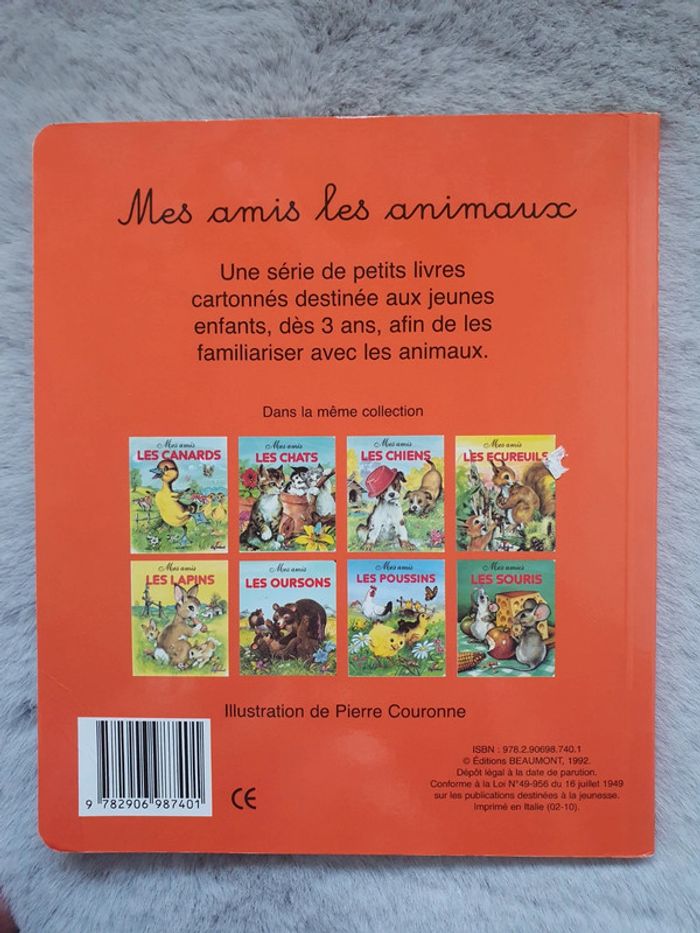 Mes amis les animaux
Une série de petits livres
cartonnés destinée aux jeunes
enfants, dès 3 ans, afin de les
familiariser avec les animaux.
Dans la même collection
Mes amis
LES CANARDS
Mes amis
LES CHATS
Mes amis
LES CHIENS
Mes amis
LES ECUREUILS
Mes amis
LES LAPINS
Mes amis
LES OURSONS
Mes amis
LES POUSSINS
Mes amies
LES SOURIS
Illustration de Pierre Couronne
9 782906 987401
CE
ISBN : 978.2.90698.740.1
© Éditions BEAUMONT, 1992.
Dépôt légal à la date de parution.
Conforme à la Loi N°49-956 du 16 juillet 1949
sur les publications destinées à la jeunesse.
Imprimé en Italie (02-10).